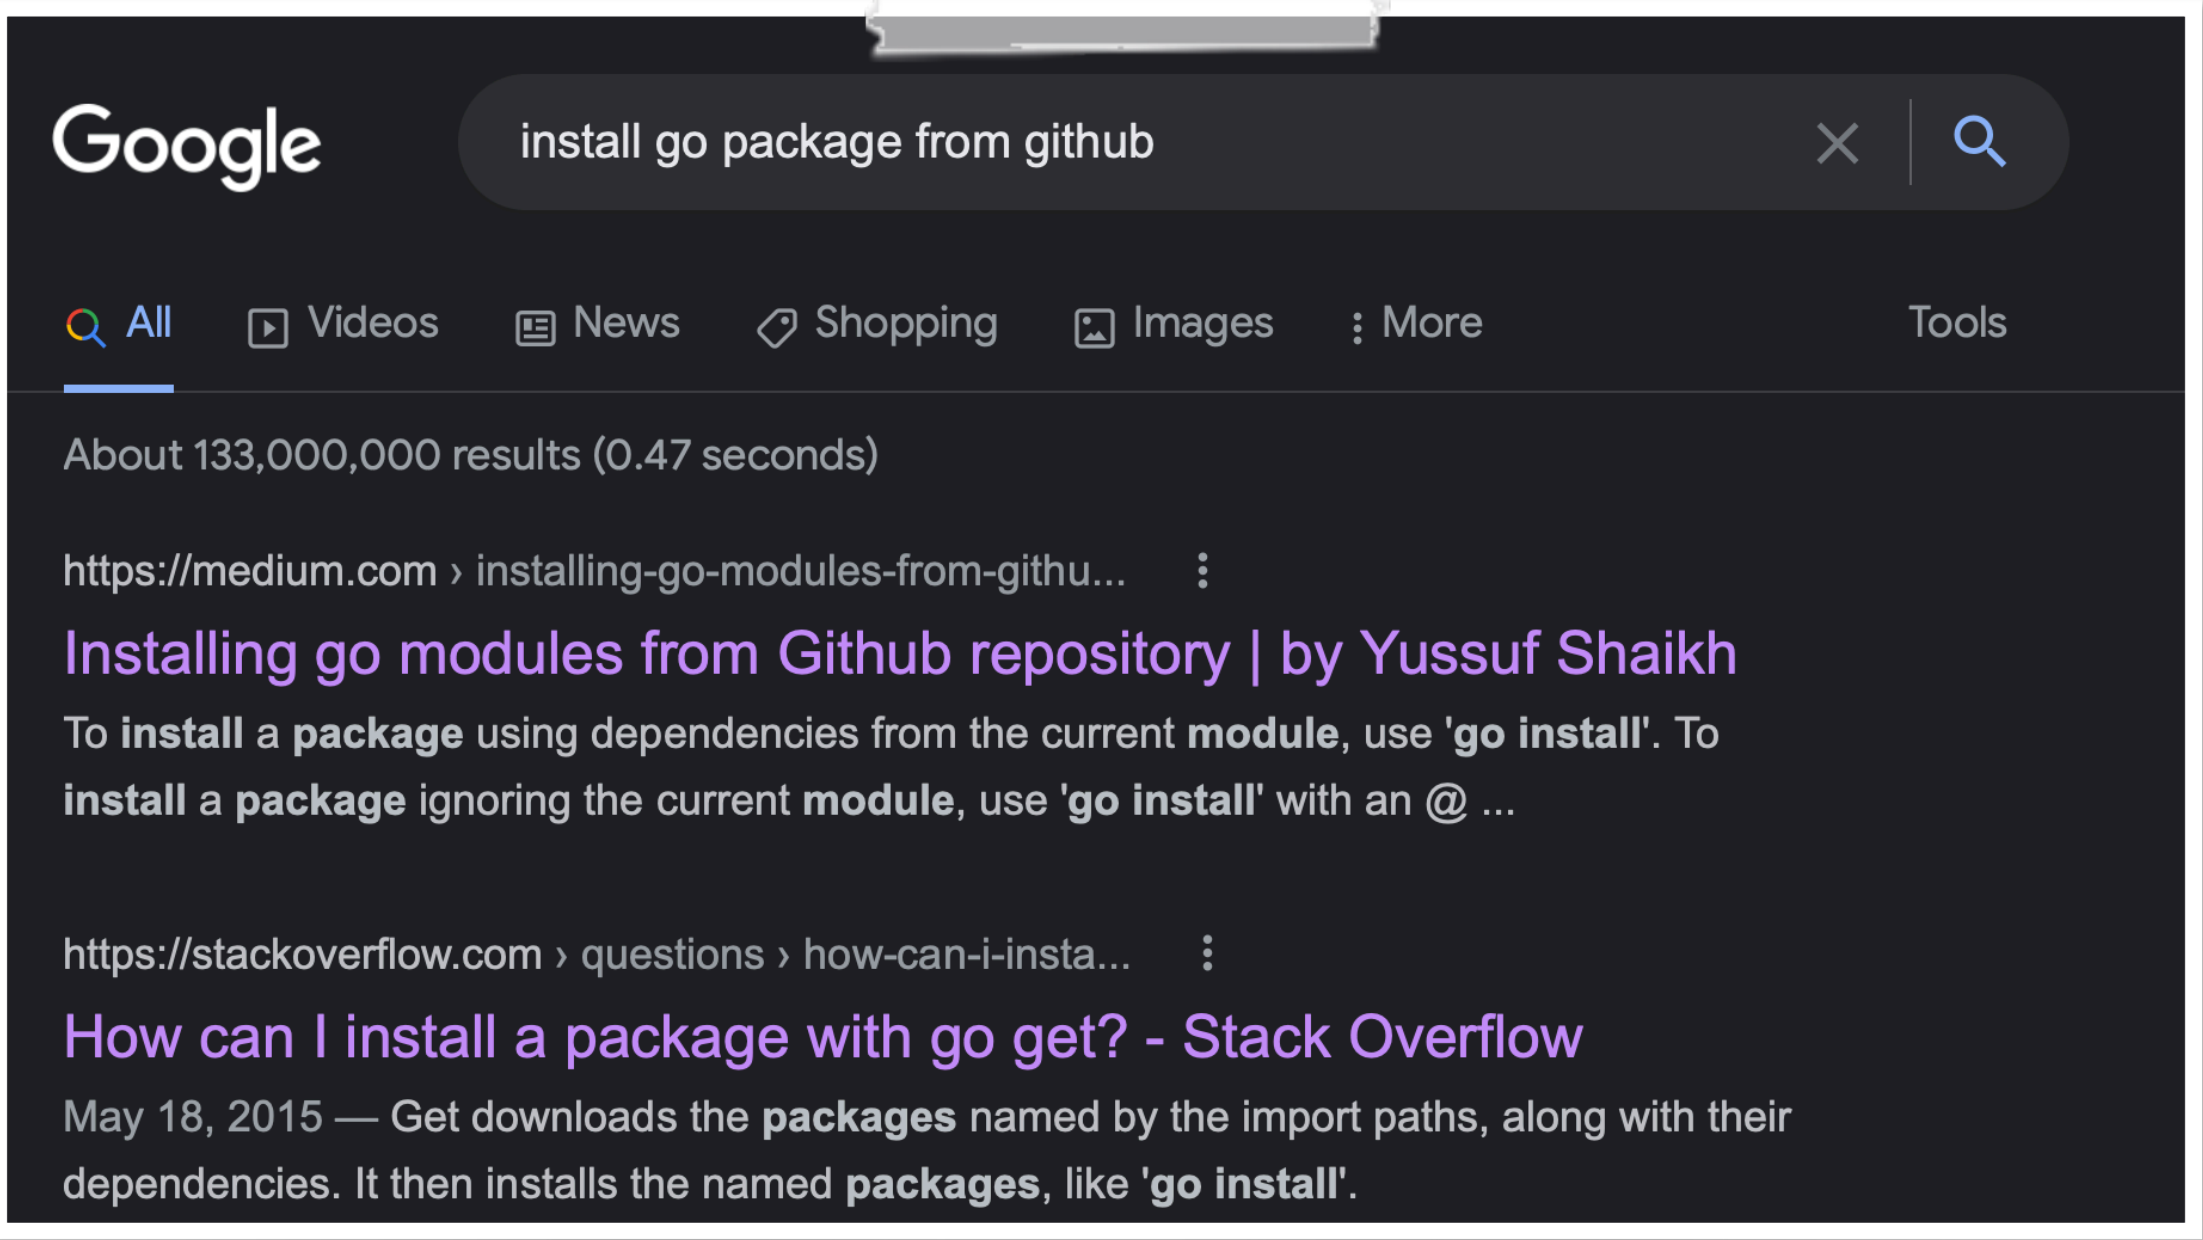 Google
install go package from github
All Videos News Shopping Images More Tools
About 133,000,000 results (0.47 seconds)
https://medium.com › installing-go-modules-from-githu...
Installing go modules from Github repository | by Yussuf Shaikh
To install a package using dependencies from the current module, use 'go install'. To
install a package ignoring the current module, use 'go install' with an @ ...
https://stackoverflow.com › questions › how-can-i-insta...
How can I install a package with go get? - Stack Overflow
May 18, 2015 — Get downloads the packages named by the import paths, along with their
dependencies. It then installs the named packages, like 'go install'.